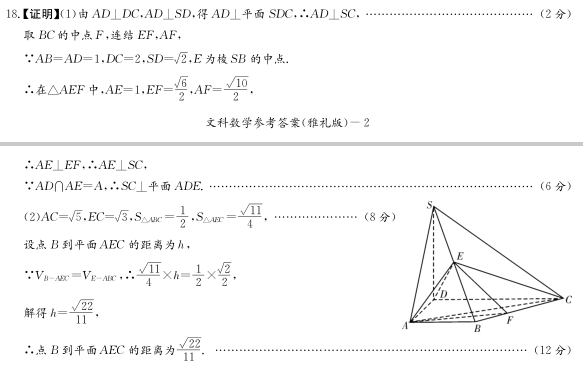 18.【证明】(1)由 AD⊥DC,AD⊥SD,得 AD⊥平面 SDC,∴AD⊥SC, ……………………………………(2 分)
取 BC 的中点 F,连结 EF,AF,
∵AB=AD=1,DC=2,SD=√2,E 为棱 SB 的中点.
∴在△AEF 中,AE=1,EF=√6/2,AF=√10/2,
文科数学参考答案(雅礼版)－2
∴AE⊥EF,∴AE⊥SC,
∵AD∩AE=A,∴SC⊥平面 ADE. ……………………………………(6 分)
(2)AC=√5,EC=√3,S△ABC=1/2,S△AEC=√11/4, …………………(8 分)
设点 B 到平面 AEC 的距离为 h,
∵V_{B-AEC}=V_{E-ABC},∴√11/4×h=1/2×√2/2,
解得 h=√22/11,
∴点 B 到平面 AEC 的距离为√22/11. ……………………………………(12 分)
S
E
D
C
F
A
B